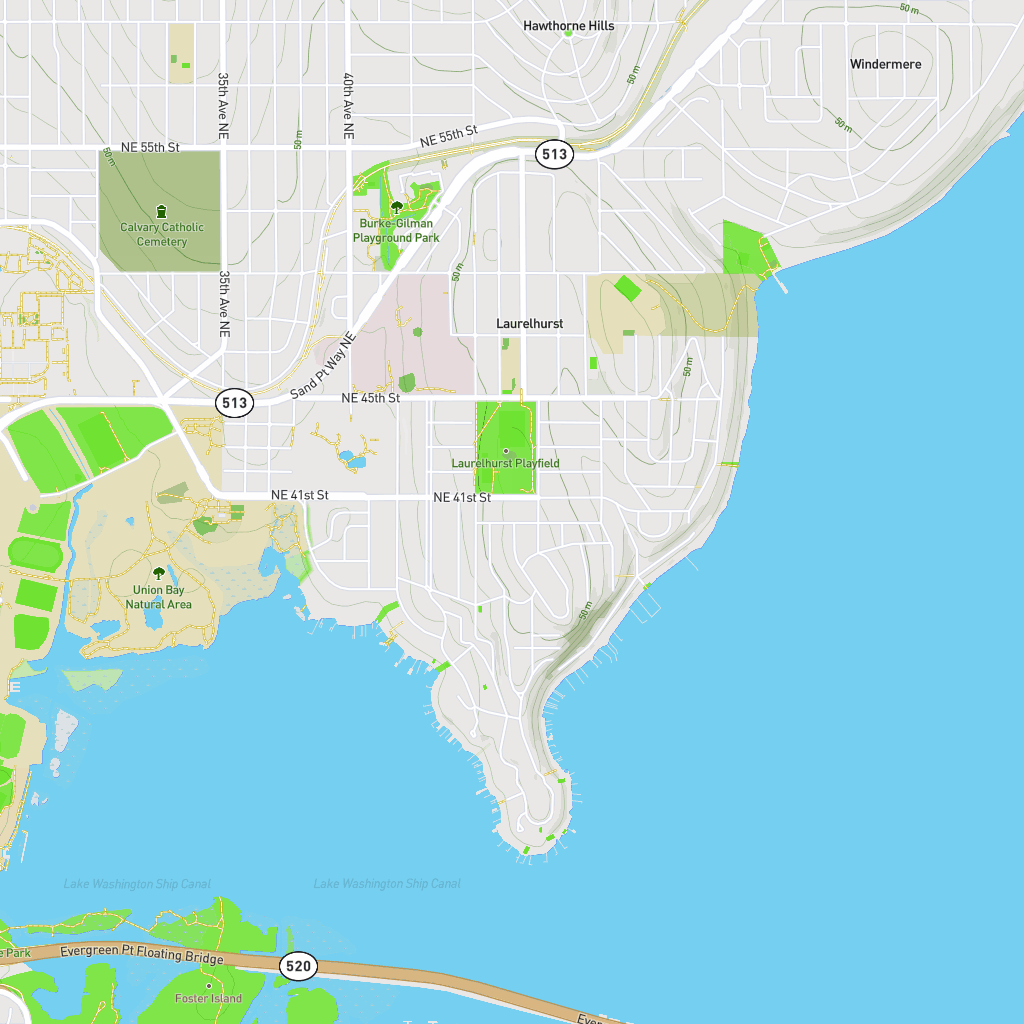 50 m
Hawthorne Hills
Windermere
50 m
35th Ave NE
40th Ave NE
50 m
50 m
NE 55th St
NE 55th St
513
50 m
Calvary Catholic
Cemetery
Burke-Gilman
Playground Park
35th Ave NE
50 m
Laurelhurst
Sand Pt Way NE
50 m
NE 45th St
513
Laurelhurst Playfield
NE 41st St
NE 41st St
Union Bay
Natural Area
50 m
Lake Washington Ship Canal
Lake Washington Ship Canal
e Park
Evergreen Pt Floating Bridge
520
Foster Island
Ever